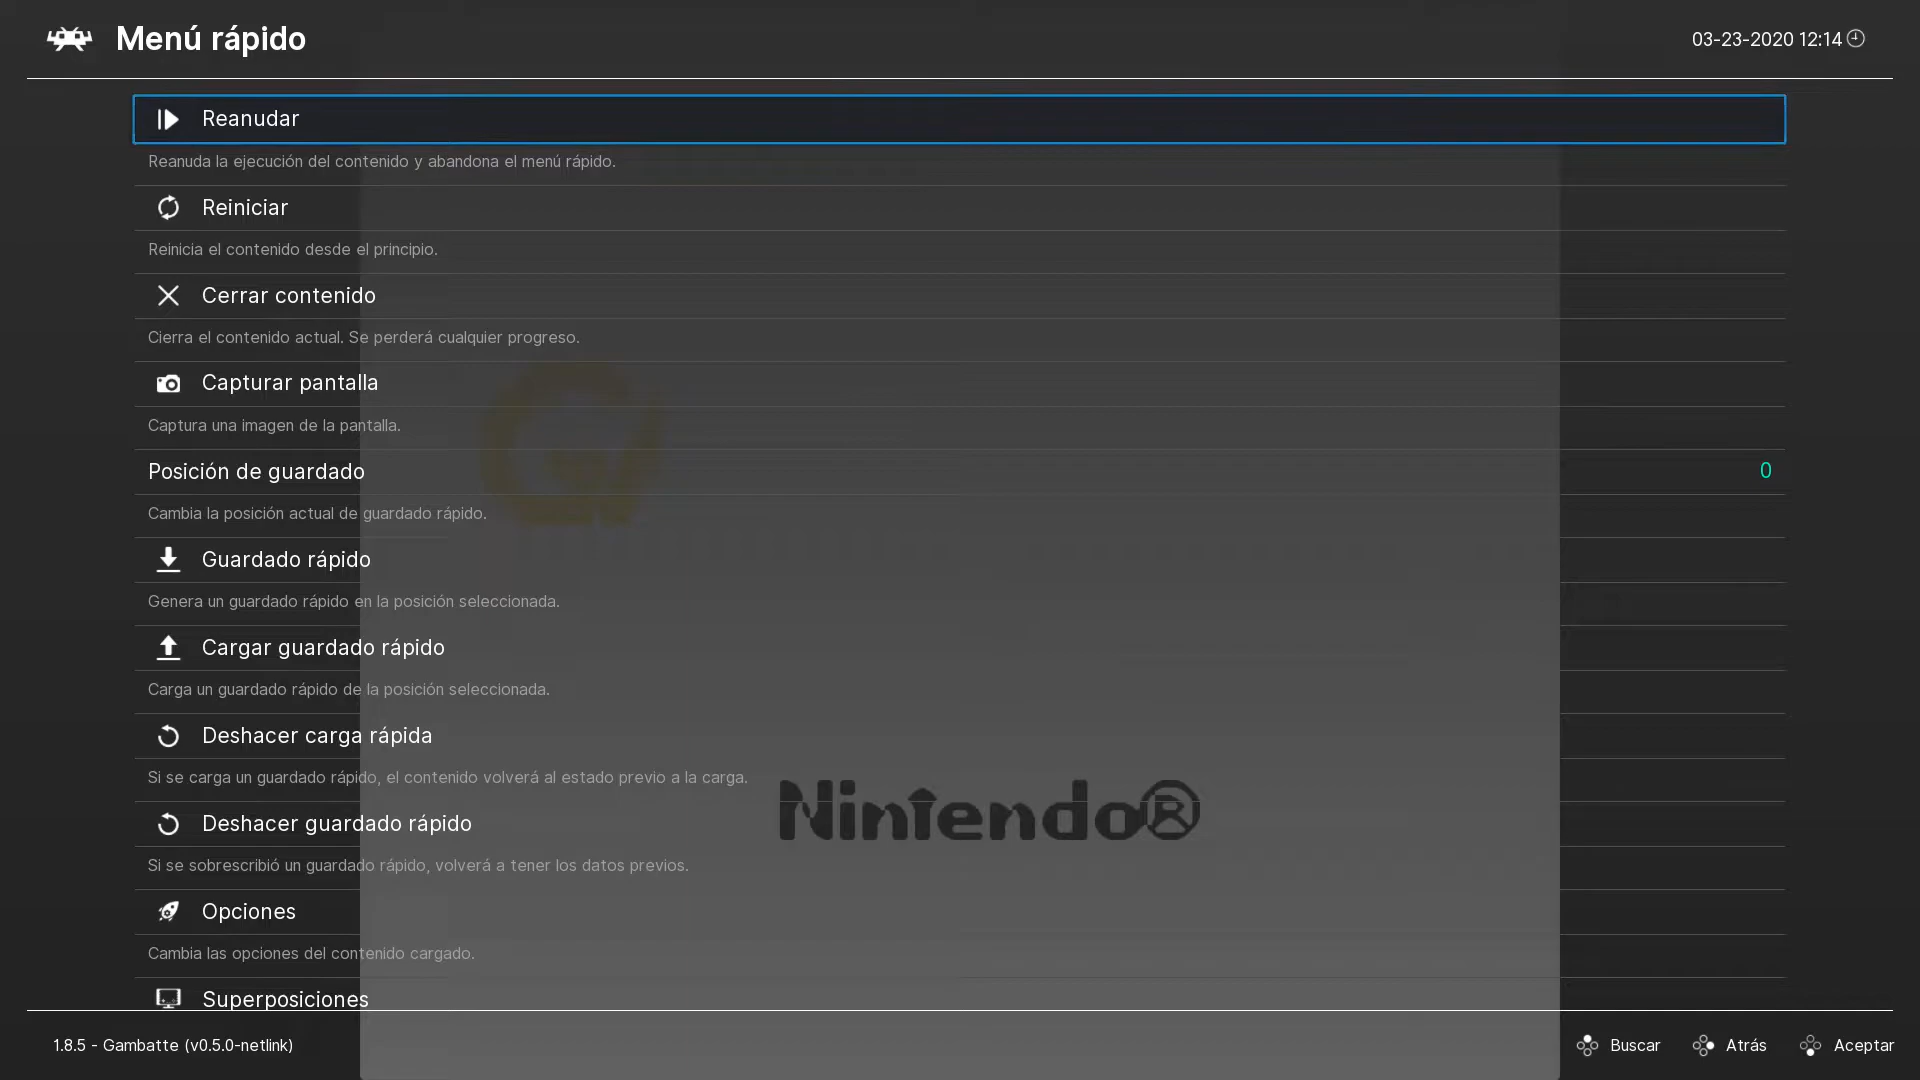 Menú rápido
03-23-2020 12:14
Reanudar
Reanuda la ejecución del contenido y abandona el menú rápido.
Reiniciar
Reinicia el contenido desde el principio.
Cerrar contenido
Cierra el contenido actual. Se perderá cualquier progreso.
Capturar pantalla
Captura una imagen de la pantalla.
Posición de guardado 0
Cambia la posición actual de guardado rápido.
Guardado rápido
Genera un guardado rápido en la posición seleccionada.
Cargar guardado rápido
Carga un guardado rápido de la posición seleccionada.
Deshacer carga rápida
Si se carga un guardado rápido, el contenido volverá al estado previo a la carga.
Nintendo®
Deshacer guardado rápido
Si se sobrescribió un guardado rápido, volverá a tener los datos previos.
Opciones
Cambia las opciones del contenido cargado.
Superposiciones
1.8.5 - Gambatte (v0.5.0-netlink)
Buscar Atrás Aceptar